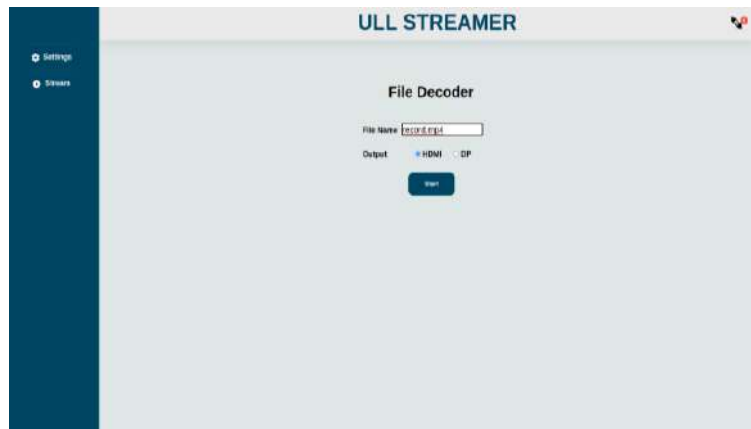 ULL STREAMER
Settings
Stream
File Decoder
File Name record.mp4
Output HDMI DP
Start